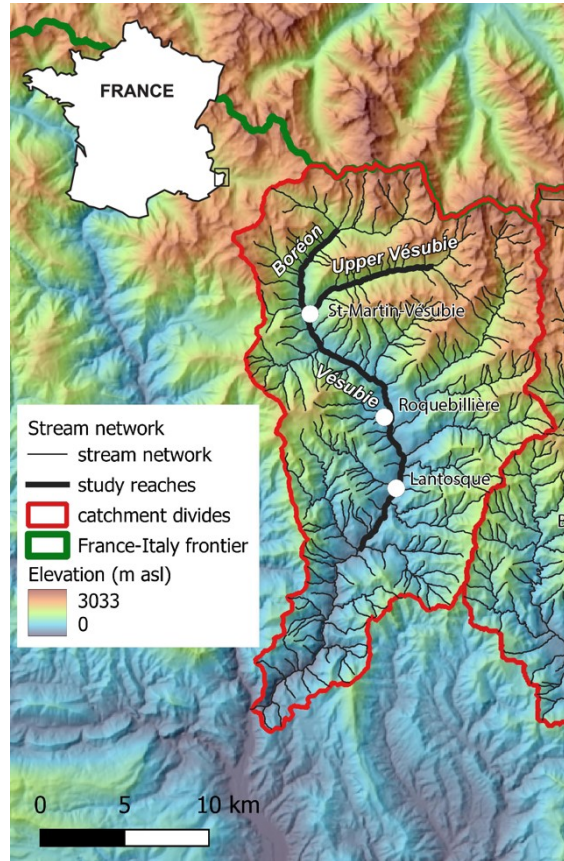 FRANCE
Boréon
Upper Vésubie
St-Martin-Vésubie
Vésubie
Roquebillière
Lantosque
B
Stream network
stream network
study reaches
catchment divides
France-Italy frontier
Elevation (m asl)
3033
0
0 5 10 km